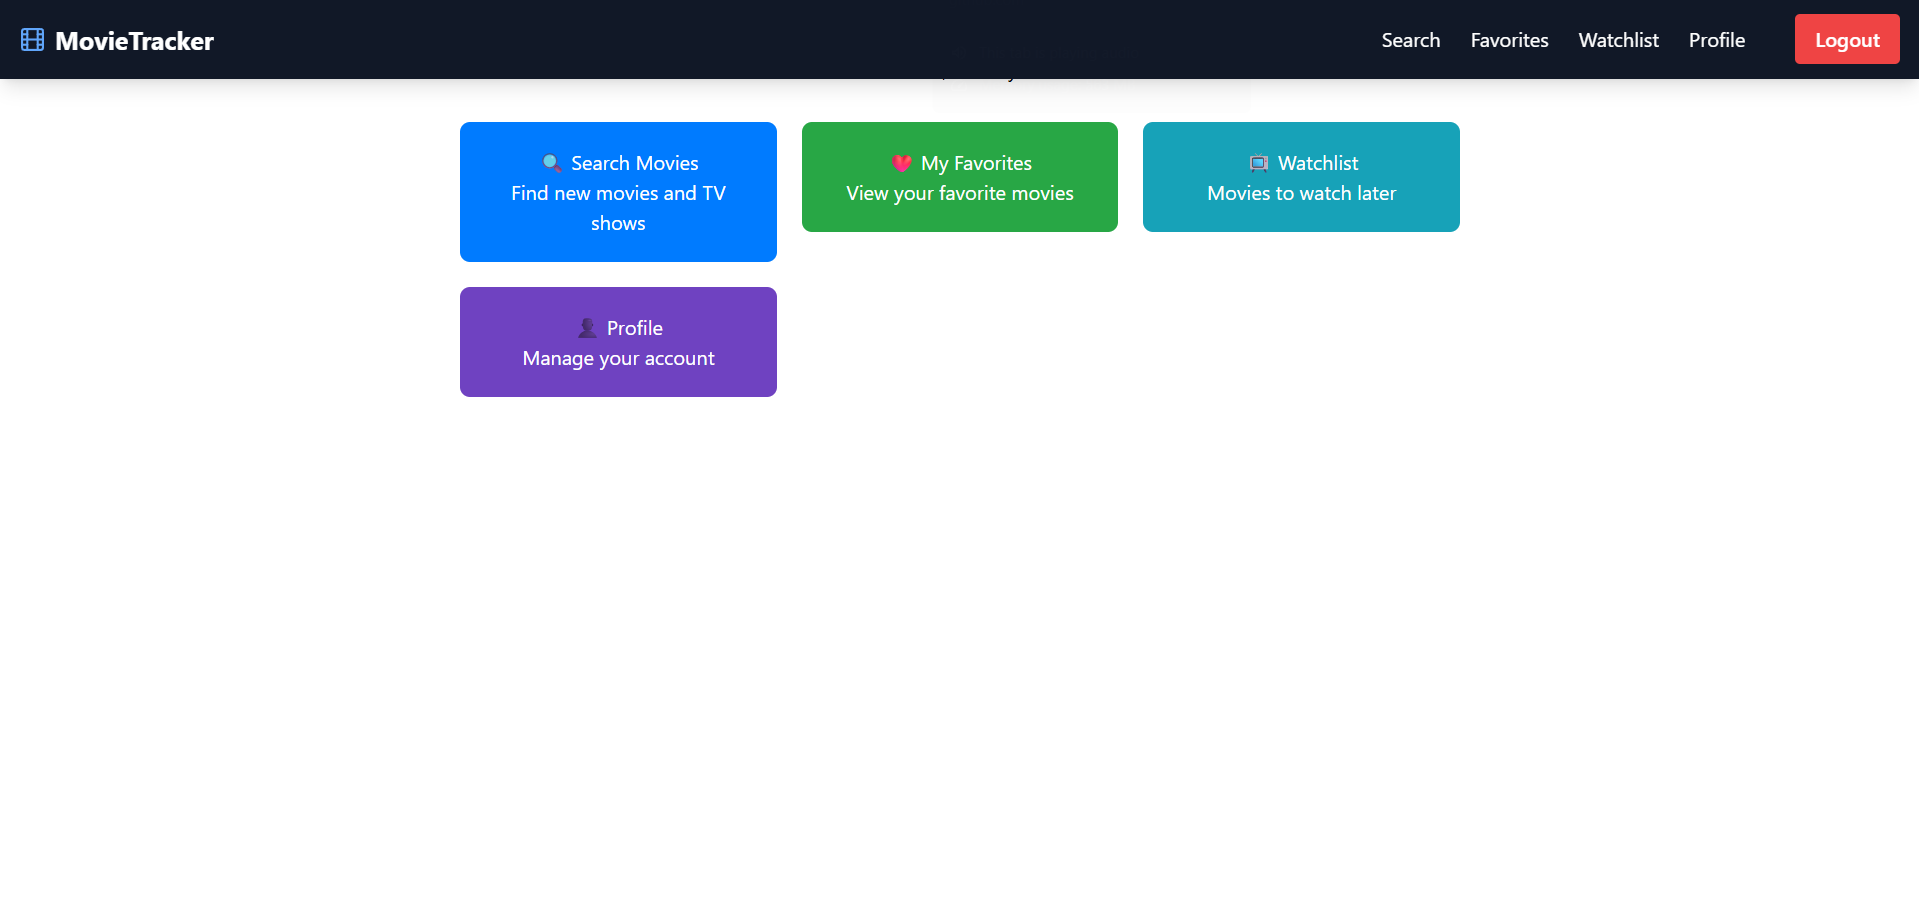 MovieTracker
Search Favorites Watchlist Profile Logout
Search Movies
Find new movies and TV
shows
My Favorites
View your favorite movies
Watchlist
Movies to watch later
Profile
Manage your account